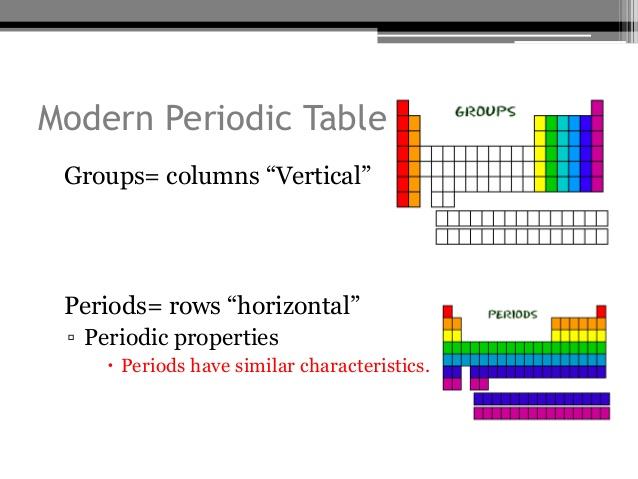 Modern Periodic Table
GROUPS
Groups= columns “Vertical”
Periods= rows “horizontal”
PERIODS
▫ Periodic properties
• Periods have similar characteristics.